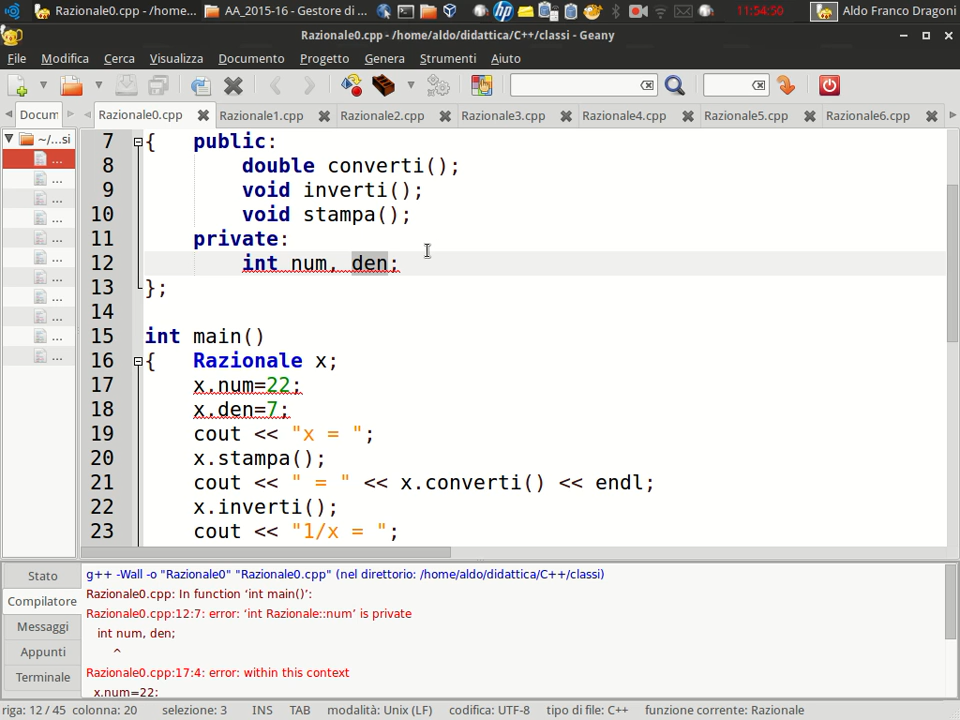 Razionale0.cpp - /home...
AA_2015-16 - Gestore di ...
11:54:50
Aldo Franco Dragoni
Razionale0.cpp - /home/aldo/didattica/C++/classi - Geany
File Modifica Cerca Visualizza Documento Progetto Genera Strumenti Aiuto
Docum
Razionale0.cpp
Razionale1.cpp
Razionale2.cpp
Razionale3.cpp
Razionale4.cpp
Razionale5.cpp
Razionale6.cpp
~/...si
...
...
...
...
...
...
...
...
...
...
...
7 { public:
8 double converti();
9 void inverti();
10 void stampa();
11 private:
12 int num, den;
13 };
14
15 int main()
16 { Razionale x;
17 x.num=22;
18 x.den=7;
19 cout << "x = ";
20 x.stampa();
21 cout << " = " << x.converti() << endl;
22 x.inverti();
23 cout << "1/x = ";
Stato
Compilatore
Messaggi
Appunti
Terminale
g++ -Wall -o "Razionale0" "Razionale0.cpp" (nel direttorio: /home/aldo/didattica/C++/classi)
Razionale0.cpp: In function ‘int main()’:
Razionale0.cpp:12:7: error: ‘int Razionale::num’ is private
int num, den;
^
Razionale0.cpp:17:4: error: within this context
x.num=22;
riga: 12 / 45 colonna: 20 selezione: 3 INS TAB modalità: Unix (LF) codifica: UTF-8 tipo di file: C++ funzione corrente: Razionale